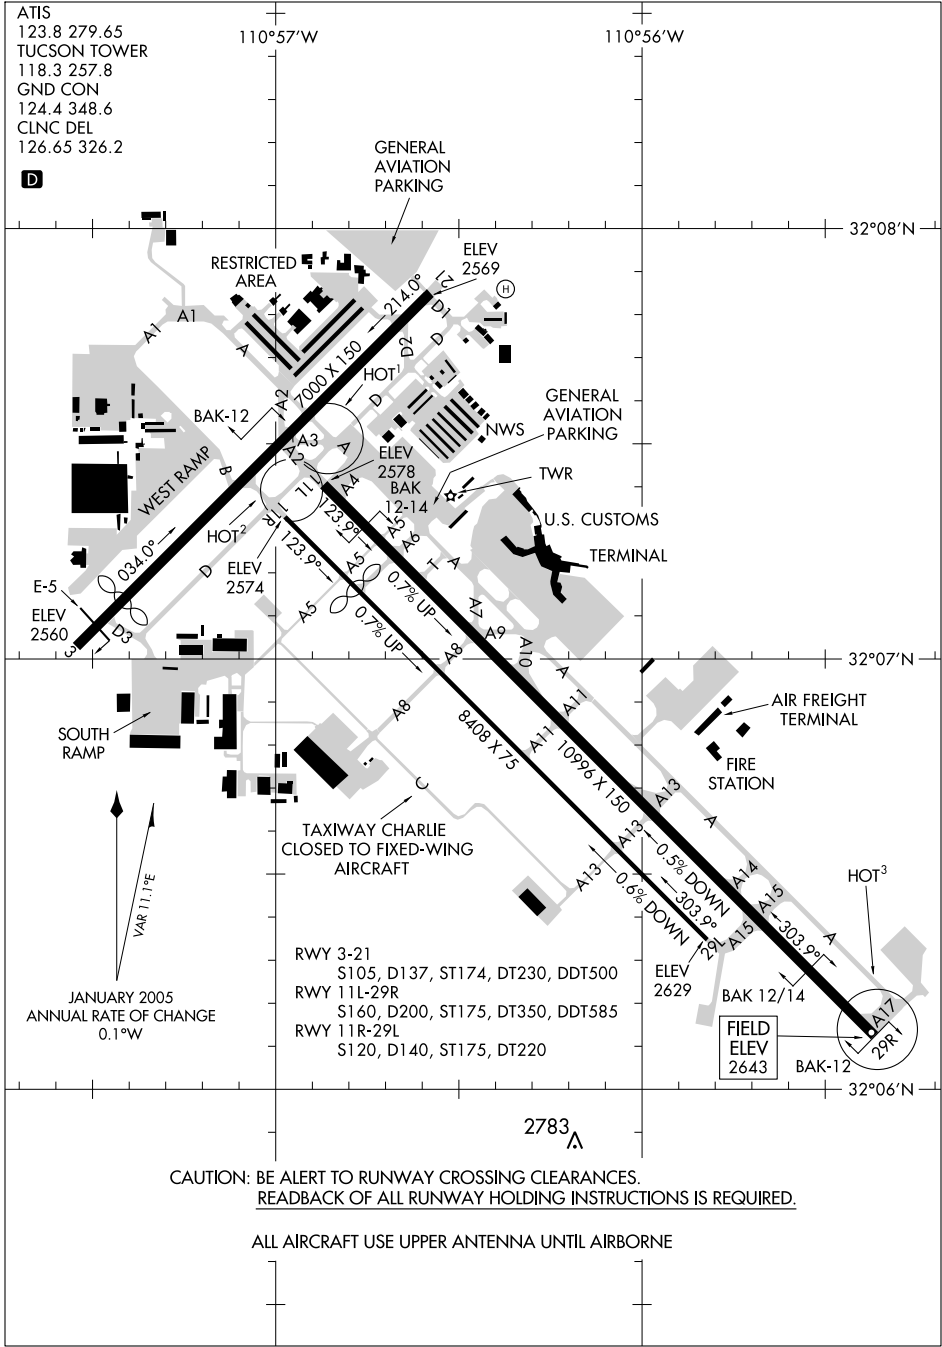 ATIS
123.8 279.65
TUCSON TOWER
118.3 257.8
GND CON
124.4 348.6
CLNC DEL
126.65 326.2
D
110°57'W
110°56'W
GENERAL
AVIATION
PARKING
32°08'N
RESTRICTED
AREA
ELEV
2569
21
H
214.0°
D1
A1
A1
A
D2
D
7000 X 150
HOT1
A2
D
BAK-12
GENERAL
AVIATION
PARKING
NWS
A3
A
A2
ELEV
2578
WEST RAMP
B
11L
A4
BAK
12-14
TWR
11R
123.9°
A5
U.S. CUSTOMS
HOT2
A6
TERMINAL
034.0°
123.9°
A5
T
A
D
ELEV
2574
0.7% UP
E-5
ELEV
2560
A5
A7
0.7% UP
D3
A9
3
A8
A10
32°07'N
A
A8
A11
AIR FREIGHT
TERMINAL
SOUTH
RAMP
8408 X 75
A11
10996 X 150
FIRE
STATION
C
A13
TAXIWAY CHARLIE
CLOSED TO FIXED-WING
AIRCRAFT
A13
A
VAR 11.1°E
A13
0.5% DOWN
0.6% DOWN
A14
HOT3
303.9°
A15
A15
303.9°
A
29L
RWY 3-21
S105, D137, ST174, DT230, DDT500
RWY 11L-29R
S160, D200, ST175, DT350, DDT585
RWY 11R-29L
S120, D140, ST175, DT220
ELEV
2629
BAK 12/14
JANUARY 2005
ANNUAL RATE OF CHANGE
0.1°W
A17
FIELD
ELEV
2643
29R
BAK-12
32°06'N
2783
CAUTION: BE ALERT TO RUNWAY CROSSING CLEARANCES.
READBACK OF ALL RUNWAY HOLDING INSTRUCTIONS IS REQUIRED.
ALL AIRCRAFT USE UPPER ANTENNA UNTIL AIRBORNE